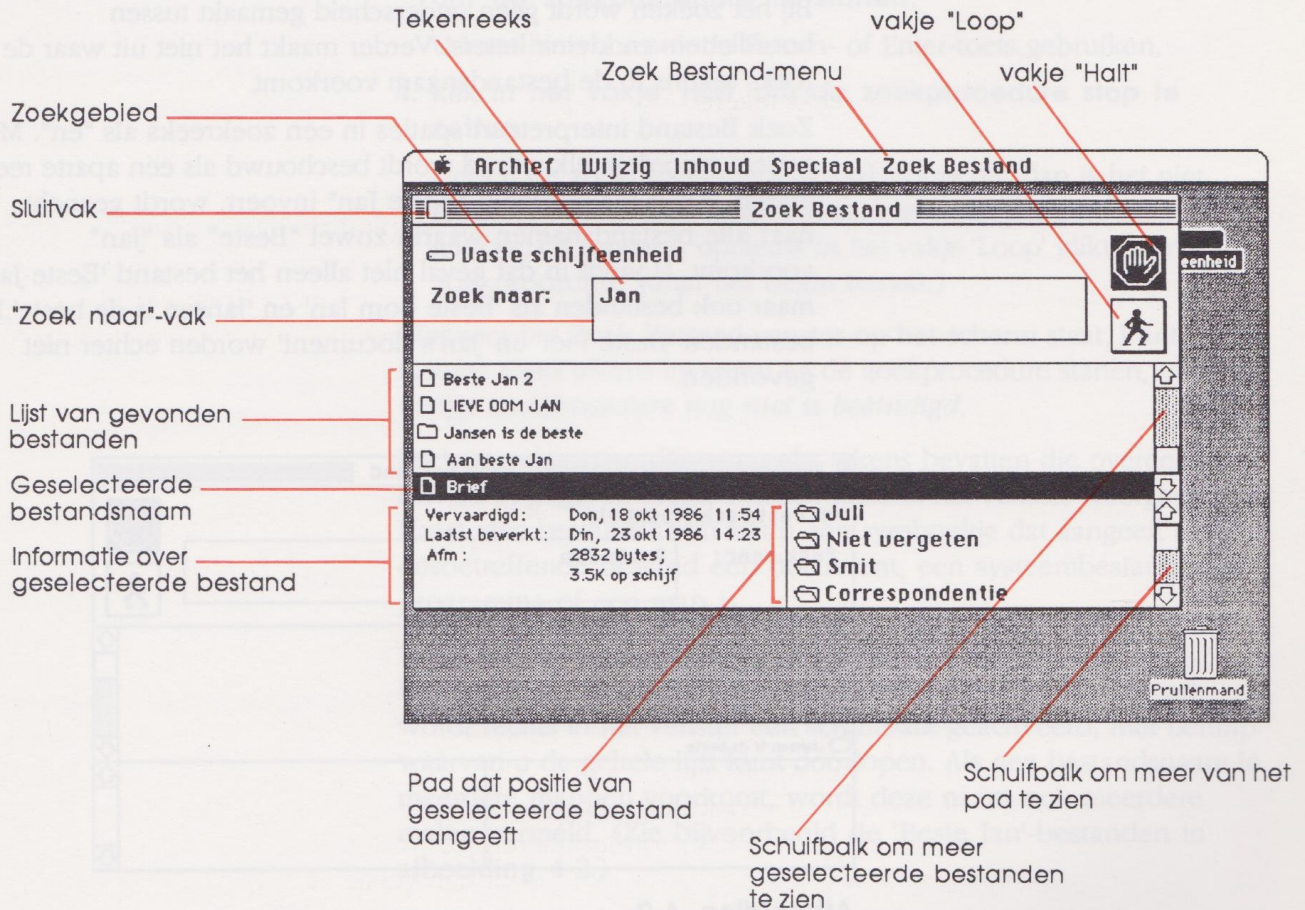 Tekenreeks
vakje "Loop"
Zoek Bestand-menu
vakje "Halt"
Zoekgebied
Sluitvak
"Zoek naar"-vak
Lijst van gevonden
bestanden
Geselecteerde
bestandsnaam
Informatie over
geselecteerde bestand
Archief Wijzig Inhoud Speciaal Zoek Bestand
Zoek Bestand
eenheid
Vaste schijfeenheid
Zoek naar: Jan
Beste Jan 2
LIEVE OOM JAN
Jansen is de beste
Aan beste Jan
Brief
Vervaardigd: Don, 18 okt 1986 11:54
Laatst bewerkt: Din, 23 okt 1986 14:23
Afm: 2832 bytes;
3.5K op schijf
Juli
Niet vergeten
Smit
Correspondentie
Prullenmand
Pad dat positie van
geselecteerde bestand
aangeeft
Schuifbalk om meer
geselecteerde bestanden
te zien
Schuifbalk om meer van het
pad te zien